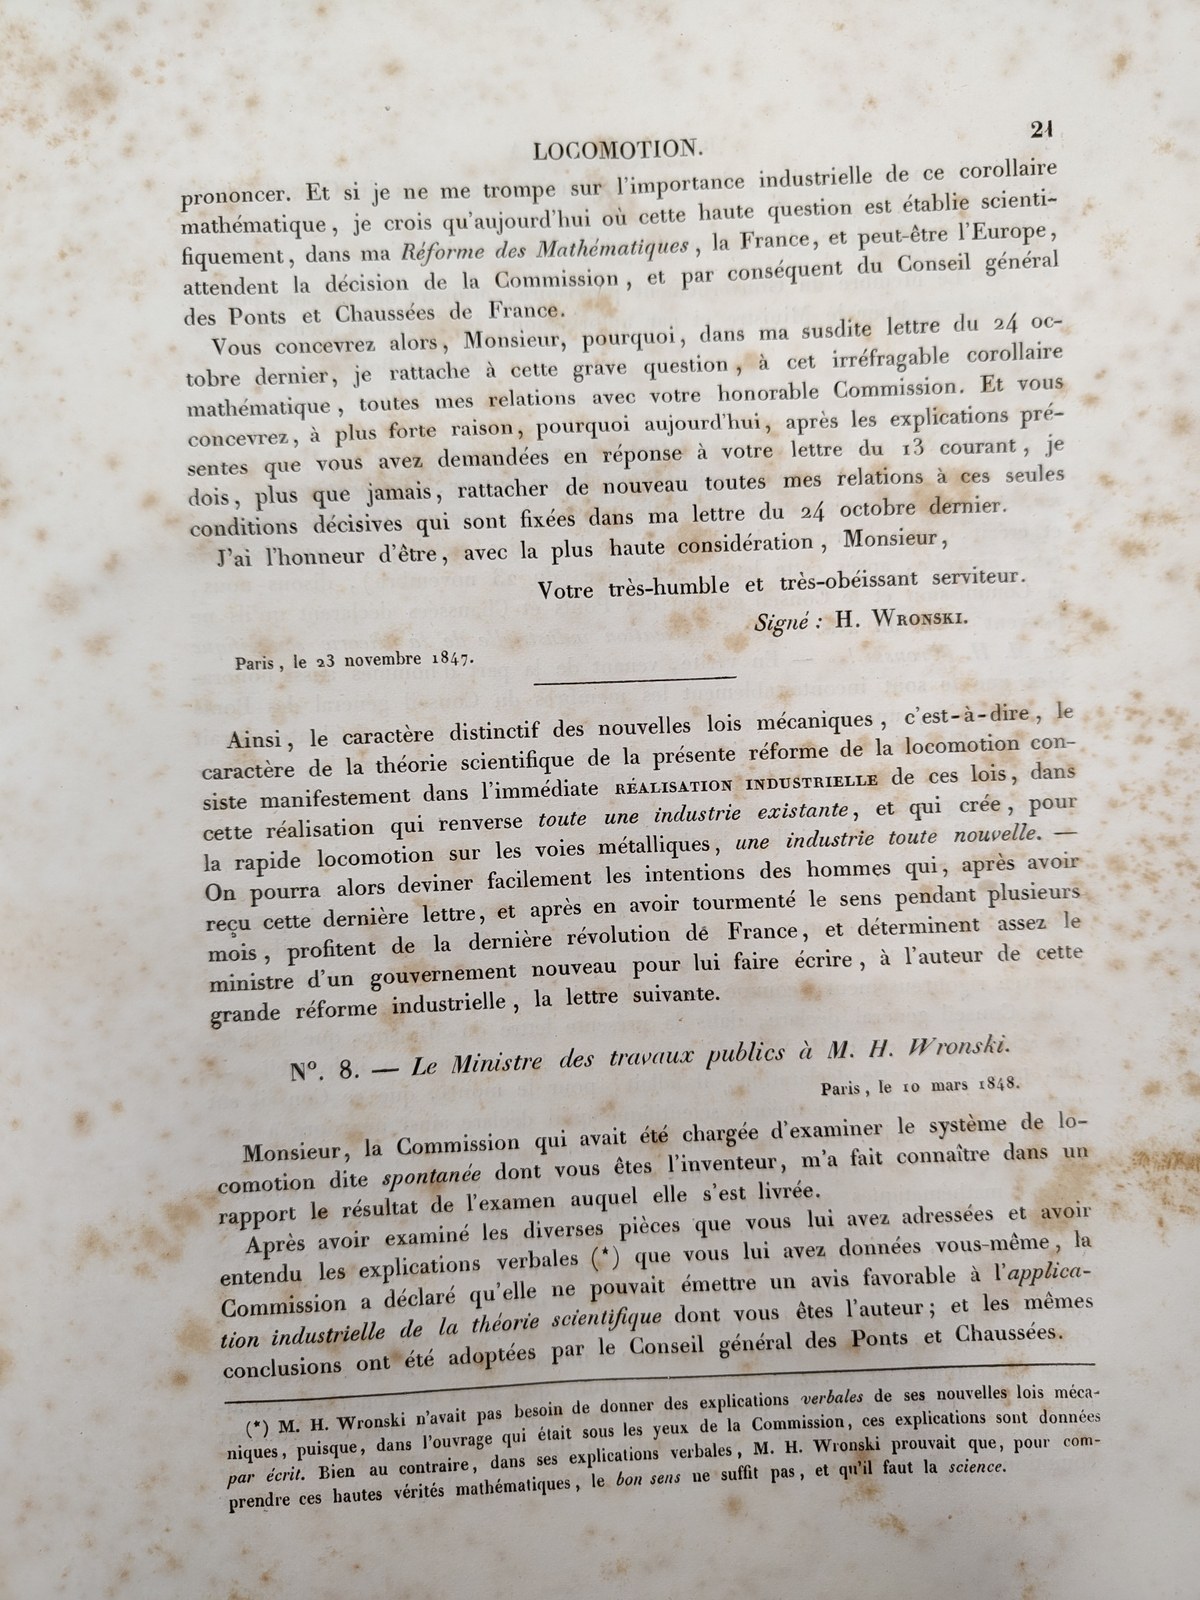 LOCOMOTION.
21
prononcer. Et si je ne me trompe sur l'importance industrielle de ce corollaire
mathématique, je crois qu'aujourd'hui où cette haute question est établie scienti-
fiquement, dans ma Réforme des Mathématiques, la France, et peut-être l'Europe,
attendent la décision de la Commission, et par conséquent du Conseil général
des Ponts et Chaussées de France.
Vous concevrez alors, Monsieur, pourquoi, dans ma susdite lettre du 24 oc-
tobre dernier, je rattache à cette grave question, à cet irréfragable corollaire
mathématique, toutes mes relations avec votre honorable Commission. Et vous
concevrez, à plus forte raison, pourquoi aujourd'hui, après les explications pré-
sentes que vous avez demandées en réponse à votre lettre du 13 courant, je
dois, plus que jamais, rattacher de nouveau toutes mes relations à ces seules
conditions décisives qui sont fixées dans ma lettre du 24 octobre dernier.
J'ai l'honneur d'être, avec la plus haute considération, Monsieur,
Votre très-humble et très-obéissant serviteur.
Signé : H. WRONSKI.
Paris, le 23 novembre 1847.
Ainsi, le caractère distinctif des nouvelles lois mécaniques, c'est-à-dire, le
caractère de la théorie scientifique de la présente réforme de la locomotion con-
siste manifestement dans l'immédiate RÉALISATION INDUSTRIELLE de ces lois, dans
cette réalisation qui renverse toute une industrie existante, et qui crée, pour
la rapide locomotion sur les voies métalliques, une industrie toute nouvelle. —
On pourra alors deviner facilement les intentions des hommes qui, après avoir
reçu cette dernière lettre, et après en avoir tourmenté le sens pendant plusieurs
mois, profitent de la dernière révolution de France, et déterminent assez le
ministre d'un gouvernement nouveau pour lui faire écrire, à l'auteur de cette
grande réforme industrielle, la lettre suivante.
N°. 8. — Le Ministre des travaux publics à M. H. Wronski.
Paris, le 10 mars 1848.
Monsieur, la Commission qui avait été chargée d'examiner le système de lo-
comotion dite spontanée dont vous êtes l'inventeur, m'a fait connaître dans un
rapport le résultat de l'examen auquel elle s'est livrée.
Après avoir examiné les diverses pièces que vous lui avez adressées et avoir
entendu les explications verbales (*) que vous lui avez données vous-même, la
Commission a déclaré qu'elle ne pouvait émettre un avis favorable à l'applica-
tion industrielle de la théorie scientifique dont vous êtes l'auteur ; et les mêmes
conclusions ont été adoptées par le Conseil général des Ponts et Chaussées.
(*) M. H. Wronski n'avait pas besoin de donner des explications verbales de ses nouvelles lois méca-
niques, puisque, dans l'ouvrage qui était sous les yeux de la Commission, ces explications sont données
par écrit. Bien au contraire, dans ses explications verbales, M. H. Wronski prouvait que, pour com-
prendre ces hautes vérités mathématiques, le bon sens ne suffit pas, et qu'il faut la science.